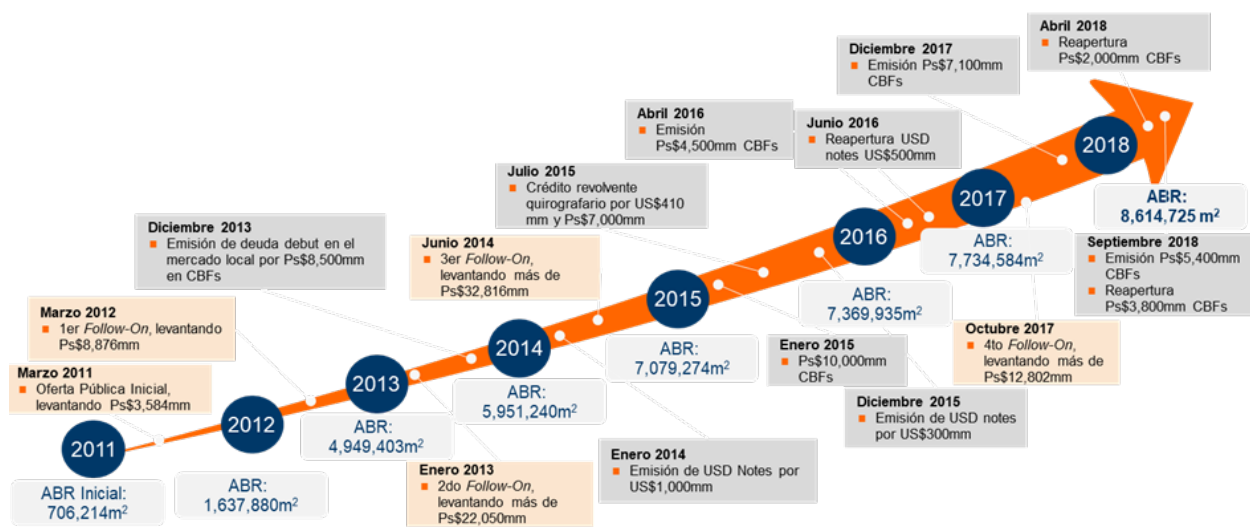 Abril 2018
Reapertura
Ps$2,000mm CBFs
Diciembre 2017
Emisión Ps$7,100mm
CBFs
Abril 2016
Emisión
Ps$4,500mm CBFs
Junio 2016
Reapertura USD
notes US$500mm
Julio 2015
Crédito revolvente
quirografario por US$410
mm y Ps$7,000mm
Diciembre 2013
Emisión de deuda debut en el
mercado local por Ps$8,500mm
en CBFs
Junio 2014
3er Follow-On,
levantando más de
Ps$32,816mm
Marzo 2012
1er Follow-On, levantando
Ps$8,876mm
Marzo 2011
Oferta Pública Inicial,
levantando Ps$3,584mm
2011
2012
2013
2014
2015
2016
2017
2018
ABR Inicial:
706,214m²
ABR:
1,637,880m²
ABR:
4,949,403m²
ABR:
5,951,240m²
ABR:
7,079,274m²
ABR:
7,369,935m²
ABR:
7,734,584m²
ABR:
8,614,725 m²
Enero 2013
2do Follow-On,
levantando más de
Ps$22,050mm
Enero 2014
Emisión de USD Notes por
US$1,000mm
Enero 2015
Ps$10,000mm
CBFs
Diciembre 2015
Emisión de USD notes
por US$300mm
Octubre 2017
4to Follow-On,
levantando más de
Ps$12,802mm
Septiembre 2018
Emisión Ps$5,400mm
CBFs
Reapertura
Ps$3,800mm CBFs